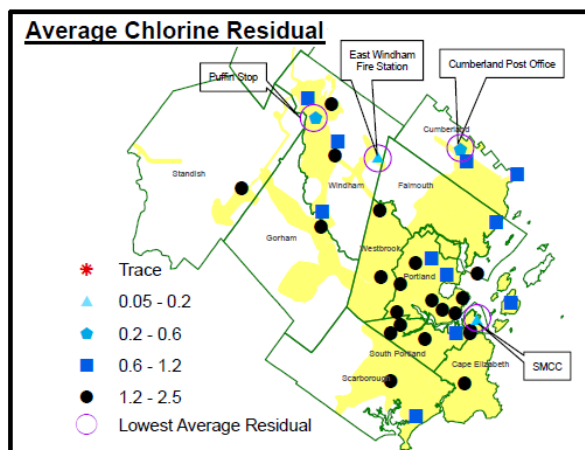 Average Chlorine Residual
East Windham
Fire Station
Cumberland Post Office
Puffin Stop
Cumberland
Standish
Windham
Falmouth
Gorham
Westbrook
Portland
Trace
0.05 - 0.2
0.2 - 0.6
0.6 - 1.2
1.2 - 2.5
Lowest Average Residual
South Portland
Cape Elizabeth
SMCC
Scarborough